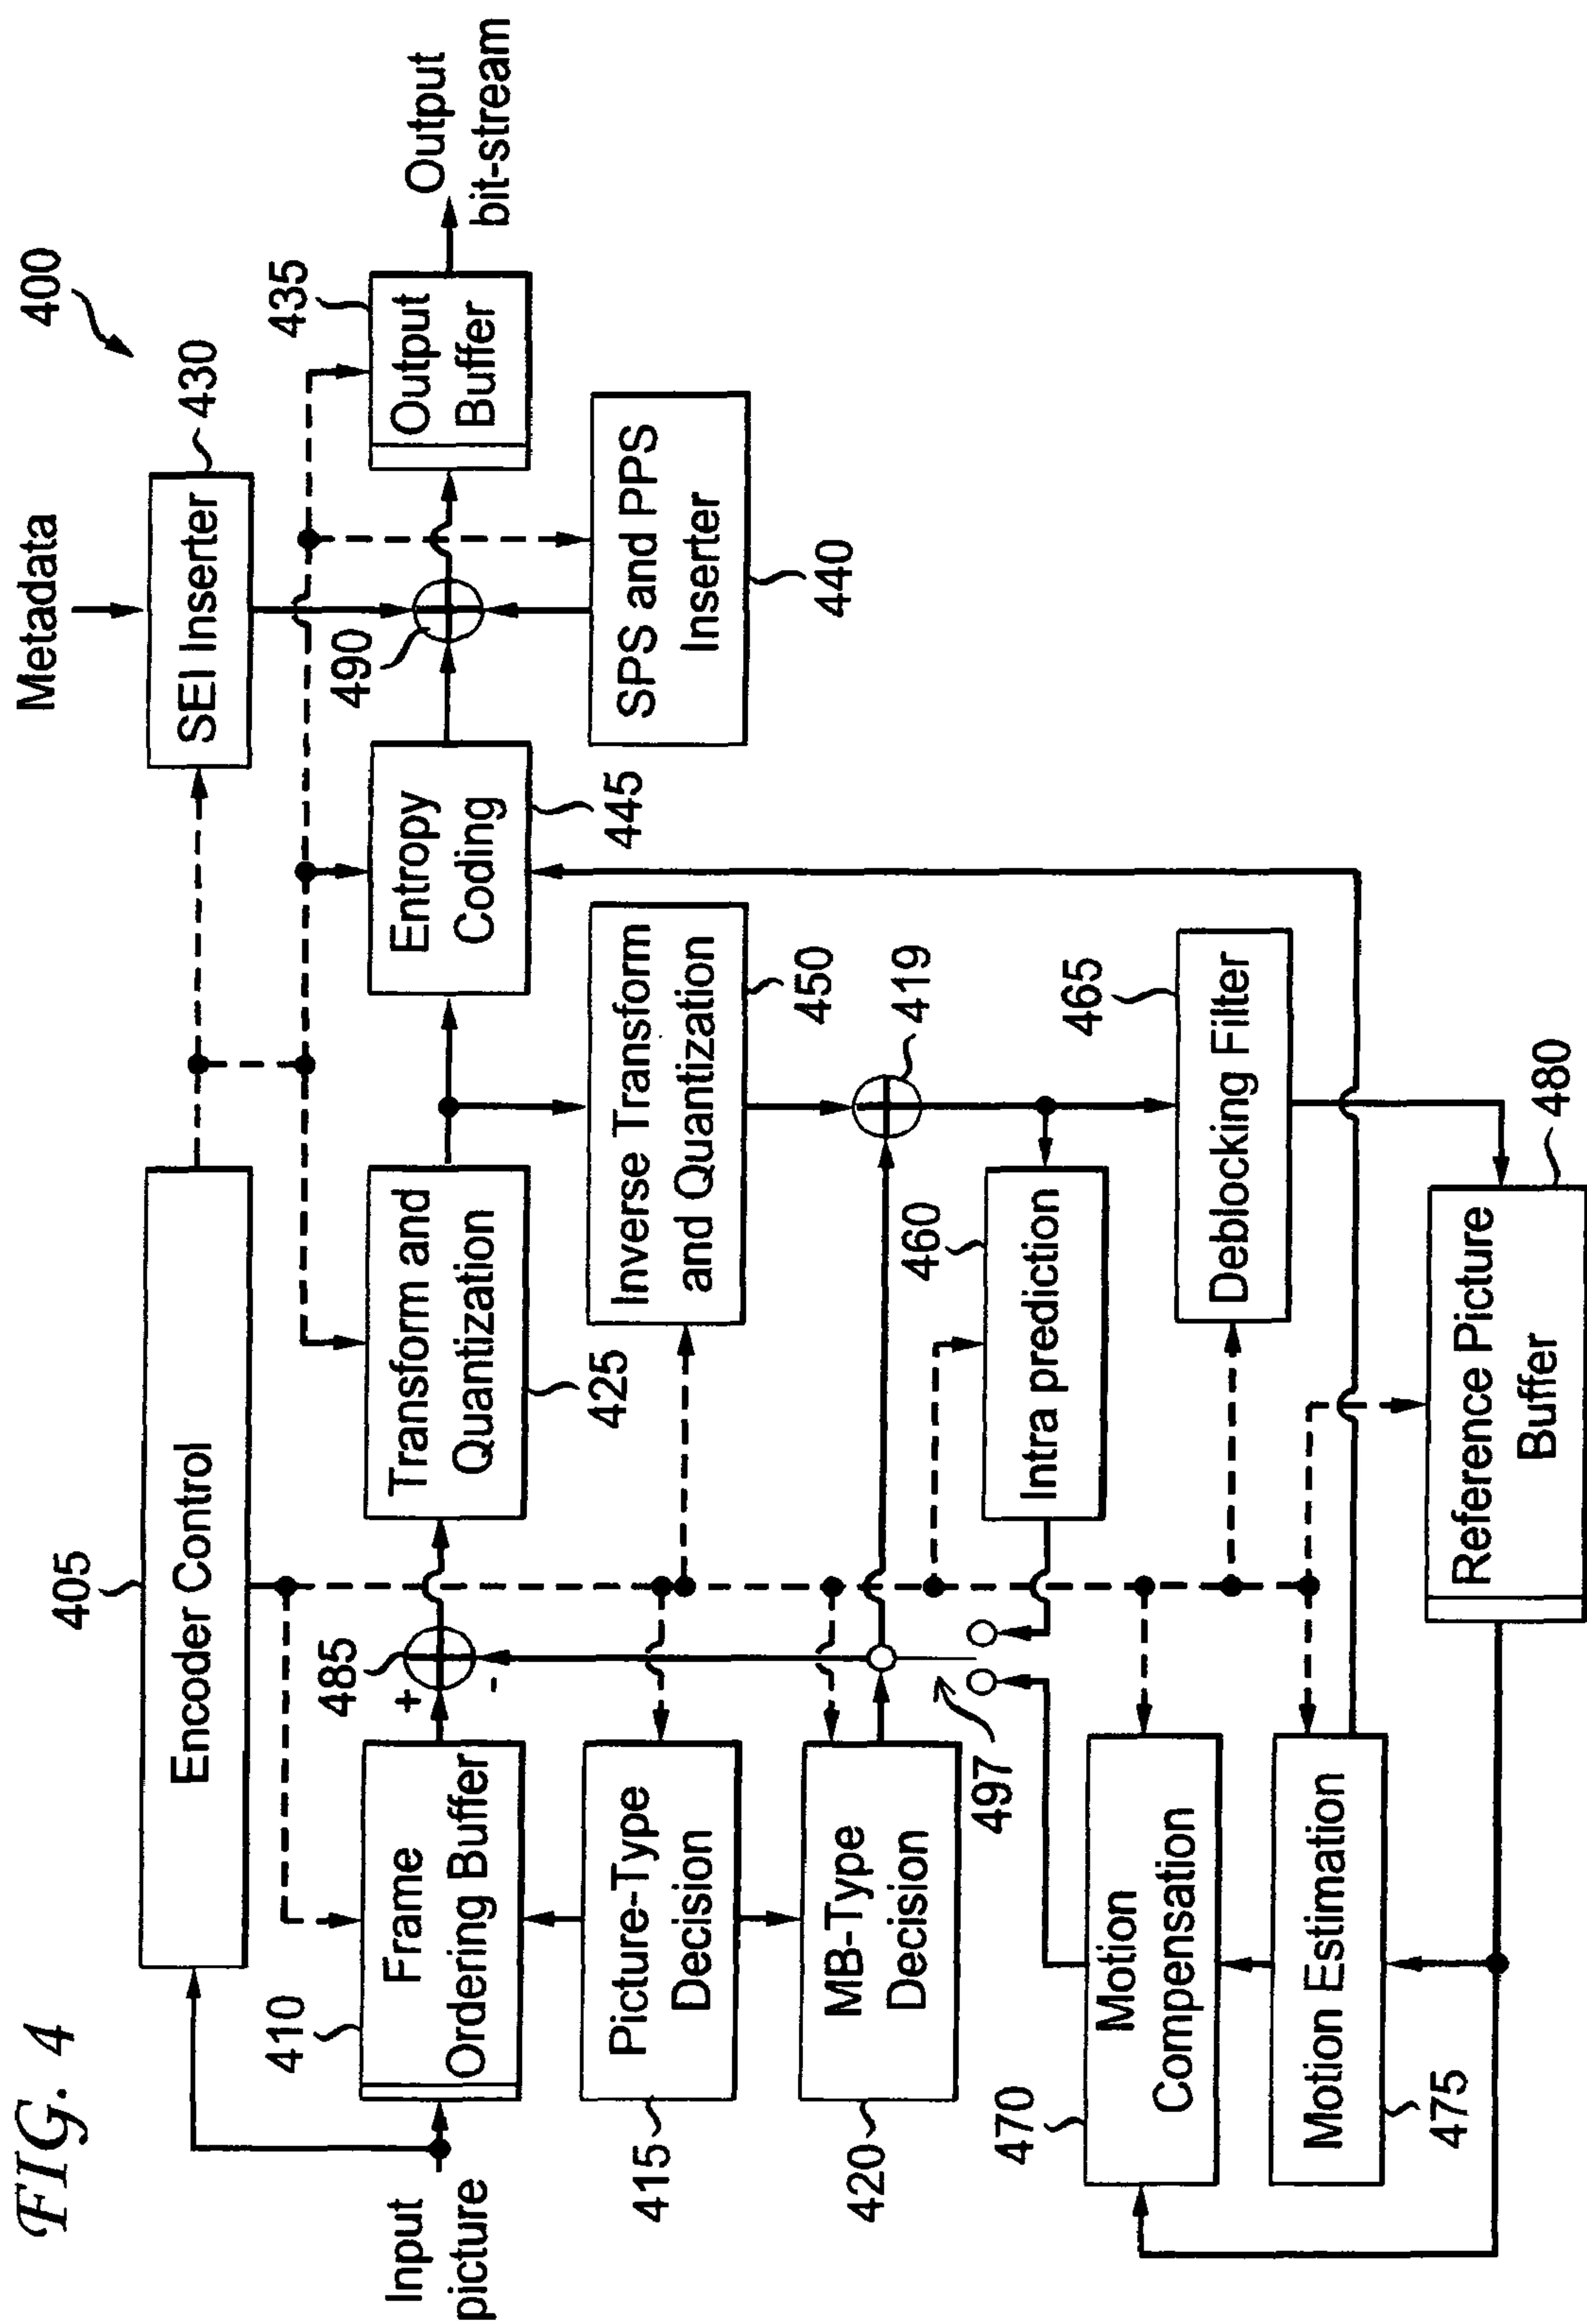 FIG. 4
400
Metadata
405
Encoder Control
SEI Inserter
430
Input
picture
410
Frame
Ordering Buffer
+
-
485
Transform and
Quantization
425
Entropy
Coding
445
490
435
Output
Buffer
Output
bit-stream
415
Picture-Type
Decision
Inverse Transform
and Quantization
450
SPS and PPS
Inserter
440
420
MB-Type
Decision
419
497
460
Intra prediction
470
Motion
Compensation
465
Deblocking Filter
Motion Estimation
475
Reference Picture
Buffer
480